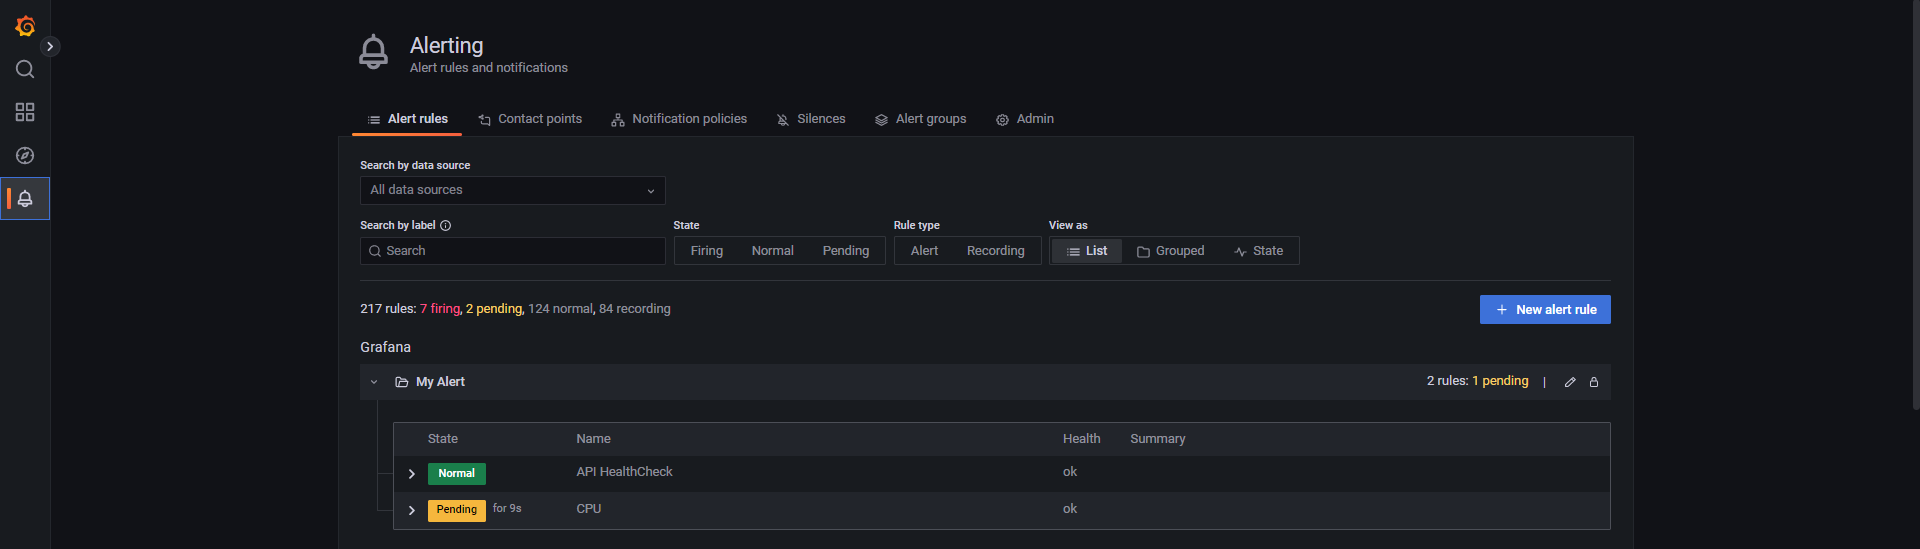 Alerting
Alert rules and notifications
Alert rules Contact points Notification policies Silences Alert groups Admin
Search by data source
All data sources
Search by label State Rule type View as
Search Firing Normal Pending Alert Recording List Grouped State
217 rules: 7 firing, 2 pending, 124 normal, 84 recording New alert rule
Grafana
My Alert 2 rules: 1 pending |
State Name Health Summary
Normal API HealthCheck ok
Pending for 9s CPU ok